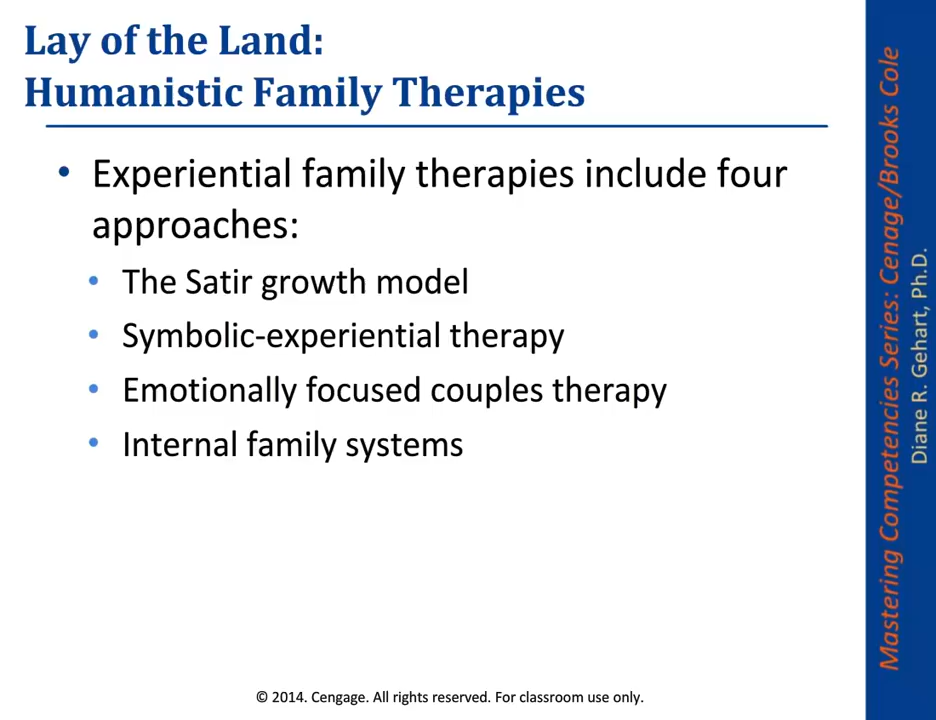 Lay of the Land:
Humanistic Family Therapies
• Experiential family therapies include four
approaches:
• The Satir growth model
• Symbolic-experiential therapy
• Emotionally focused couples therapy
• Internal family systems
© 2014. Cengage. All rights reserved. For classroom use only.
Mastering Competencies Series: Cenage/Brooks Cole
Diane R. Gehart, Ph.D.